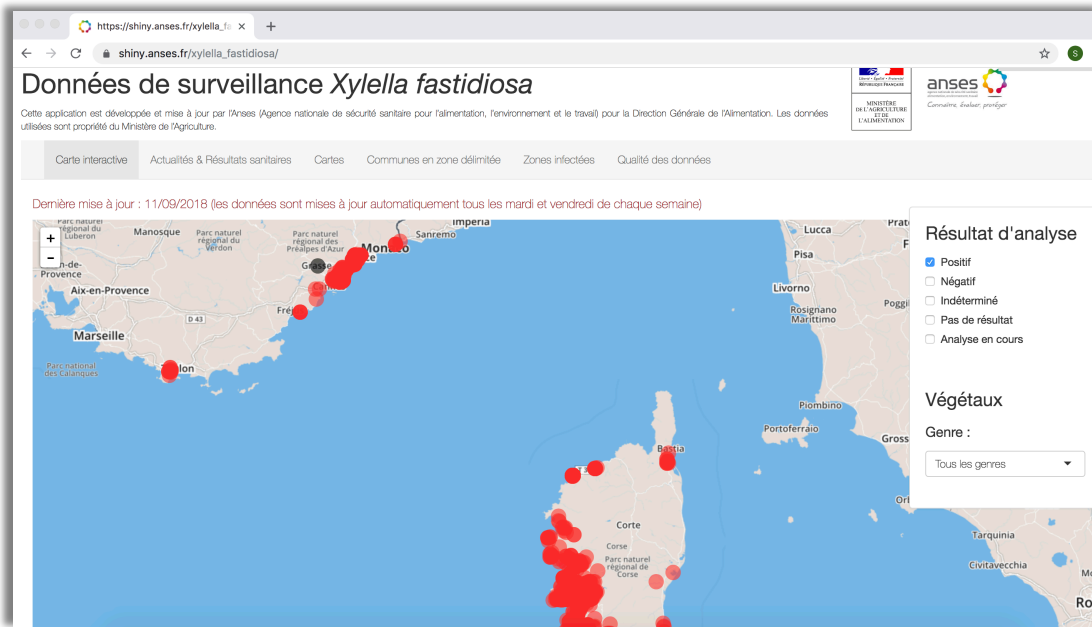 https://shiny.anses.fr/xylella_fa
shiny.anses.fr/xylella_fastidiosa/
S
Données de surveillance Xylella fastidiosa
Cette application est développée et mise à jour par l'Anses (Agence nationale de sécurité sanitaire pour l'alimentation, l'environnement et le travail) pour la Direction Générale de l'Alimentation. Les données
utilisées sont propriété du Ministère de l'Agriculture.
Liberté • Égalité • Fraternité
RÉPUBLIQUE FRANÇAISE
MINISTÈRE
DE L'AGRICULTURE
ET DE
L'ALIMENTATION
anses
Connaître, évaluer, protéger
Carte interactive
Actualités & Résultats sanitaires
Cartes
Communes en zone délimitée
Zones infectées
Qualité des données
Dernière mise à jour : 11/09/2018 (les données sont mises à jour automatiquement tous les mardi et vendredi de chaque semaine)
+
-
Parc naturel
régional du
Luberon
Manosque
Parc naturel
régional du
Verdon
Parc naturel
régional des
Préalpes d'Azur
Grasse
Imperia
Sanremo
n-de-
Provence
Aix-en-Provence
D 43
Marseille
Parc national
des Calanques
Lucca
Pisa
Livorno
Rosignano
Marittimo
Piombino
Portoferraio
Tarquinia
Civitavecchia
Bastia
Corte
Corse
Parc naturel
régional de
Corse
Résultat d'analyse
Positif
Négatif
Indéterminé
Pas de résultat
Analyse en cours
Végétaux
Genre :
Tous les genres